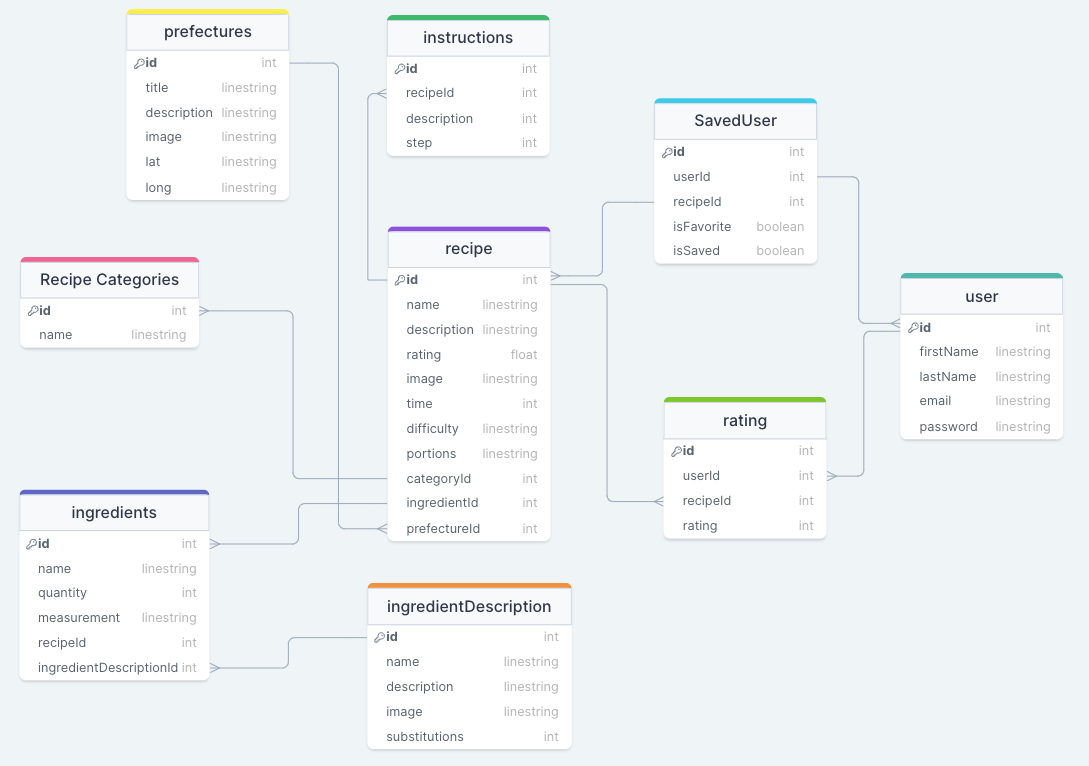 prefectures
id int
title linestring
description linestring
image linestring
lat linestring
long linestring
instructions
id int
recipeId int
description int
step int
SavedUser
id int
userId int
recipeId int
isFavorite boolean
isSaved boolean
recipe
id int
name linestring
description linestring
rating float
image linestring
time int
difficulty linestring
portions linestring
categoryId int
ingredientId int
prefectureId int
Recipe Categories
id int
name linestring
user
id int
firstName linestring
lastName linestring
email linestring
password linestring
rating
id int
userId int
recipeId int
rating int
ingredients
id int
name linestring
quantity int
measurement linestring
recipeId int
ingredientDescriptionId int
ingredientDescription
id int
name linestring
description linestring
image linestring
substitutions int